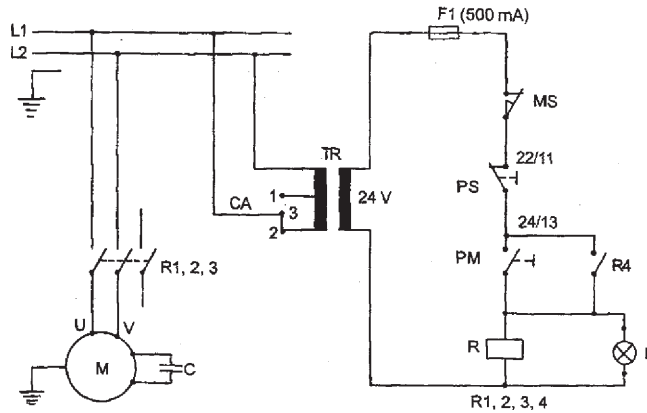 F1 (500 mA)
L1
L2
MS
TR
22/11
PS
1
24 V
CA
3
2
24/13
PM
R4
R1, 2, 3
U
V
M
C
R
R1, 2, 3, 4